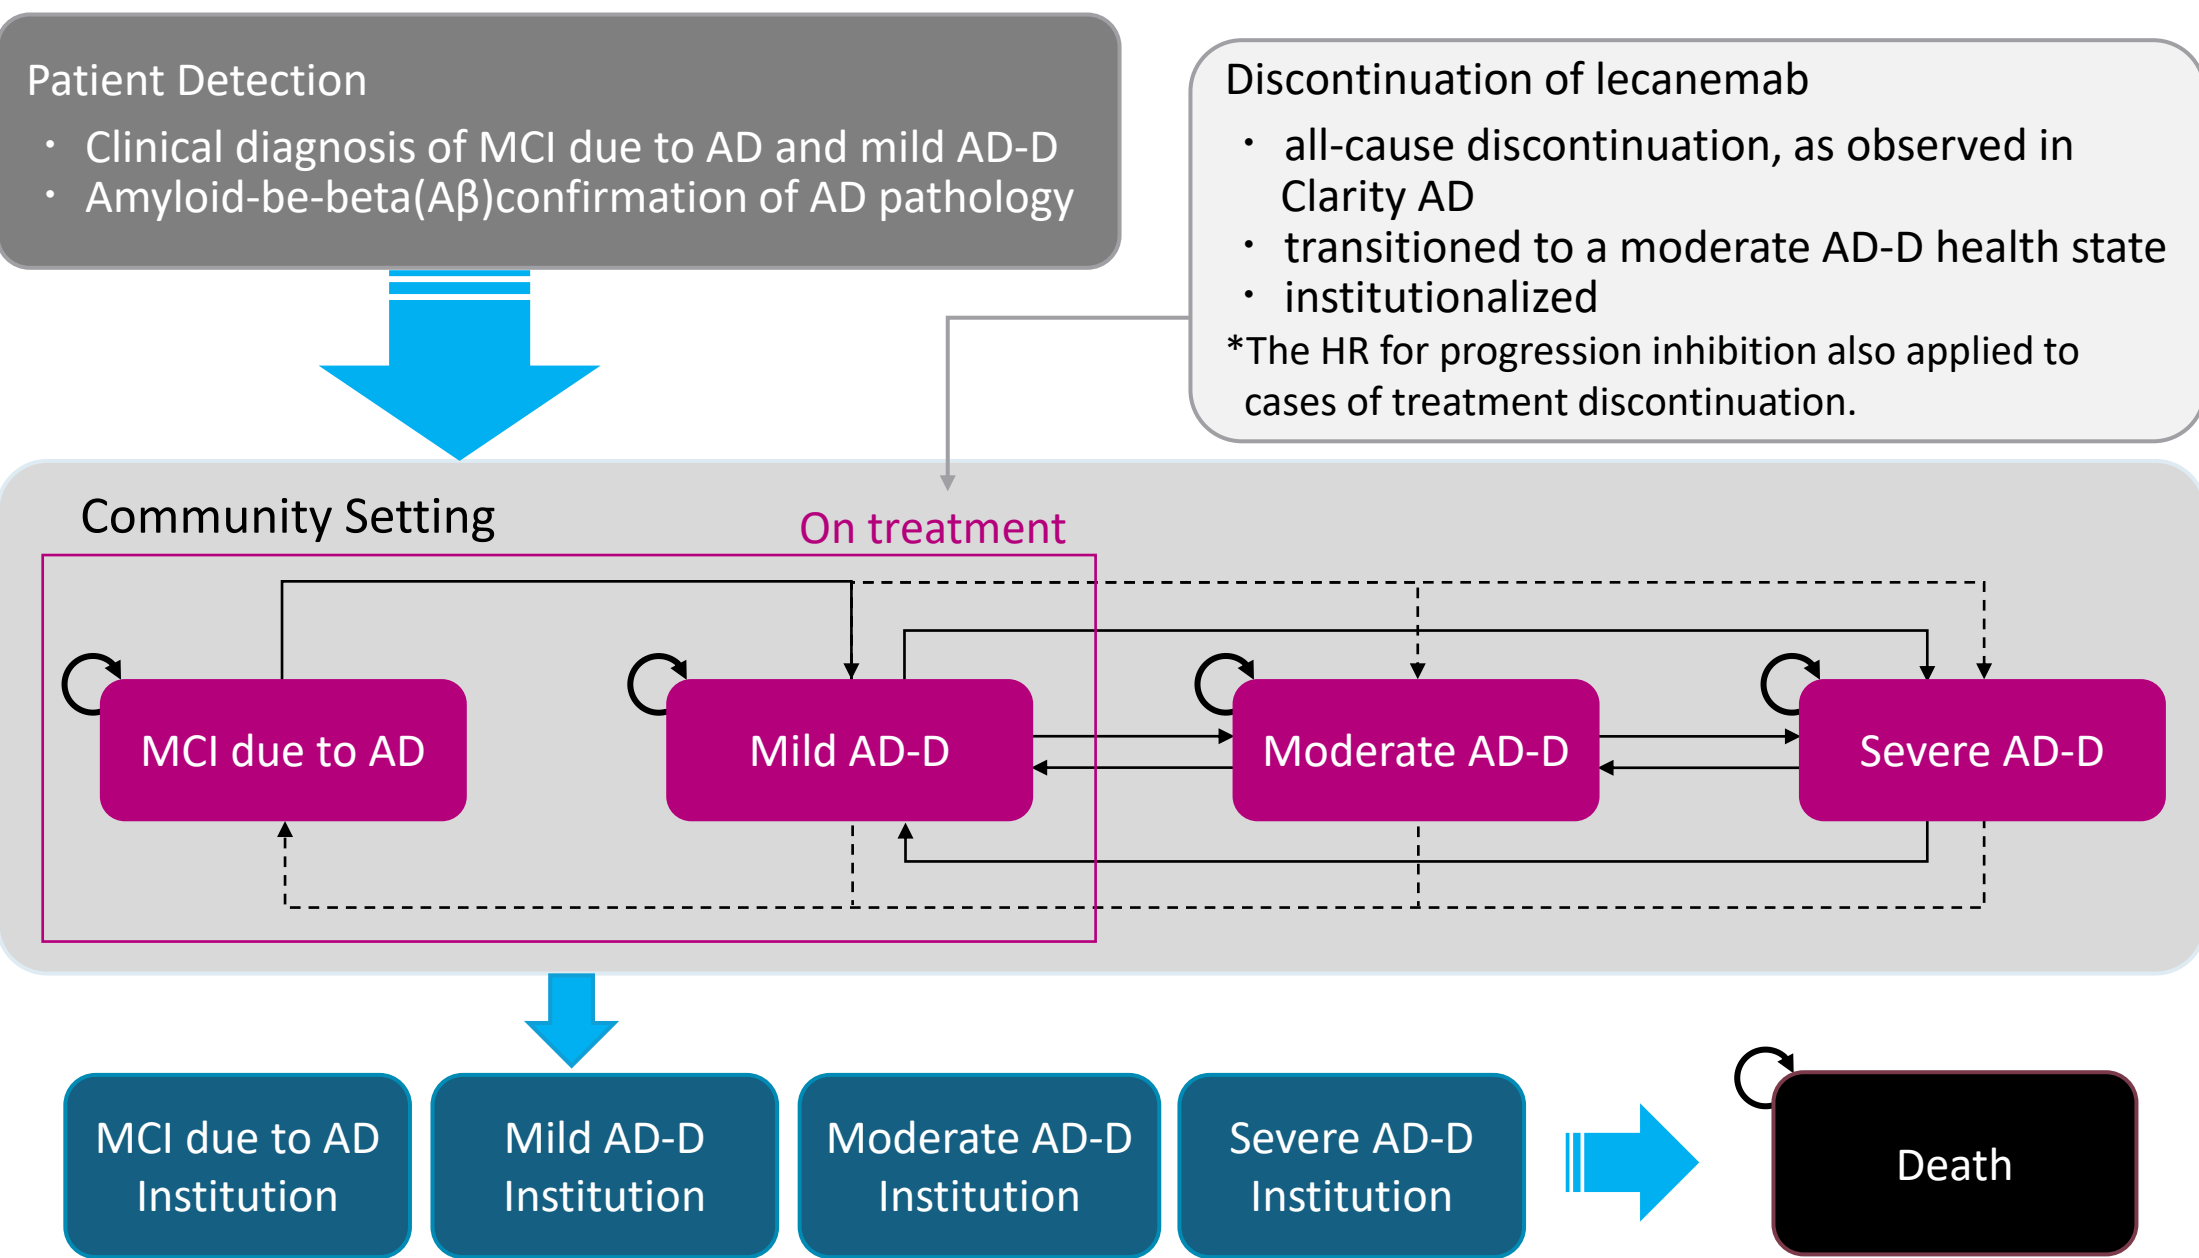 Patient Detection
・ Clinical diagnosis of MCI due to AD and mild AD-D
・ Amyloid-be-beta(Aβ)confirmation of AD pathology
Discontinuation of lecanemab
・ all-cause discontinuation, as observed in
Clarity AD
・ transitioned to a moderate AD-D health state
・ institutionalized
*The HR for progression inhibition also applied to
cases of treatment discontinuation.
Community Setting
On treatment
MCI due to AD
Mild AD-D
Moderate AD-D
Severe AD-D
MCI due to AD
Institution
Mild AD-D
Institution
Moderate AD-D
Institution
Severe AD-D
Institution
Death